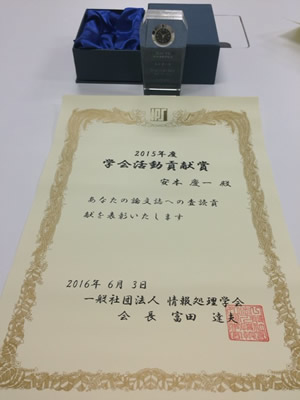 2015年度
学会活動貢献賞
安本慶一 殿
あなたの論文誌への査読貢
献を表彰いたします
2016年 6月 3日
一般社団法人 情報処理学会
会 長 富田 達夫